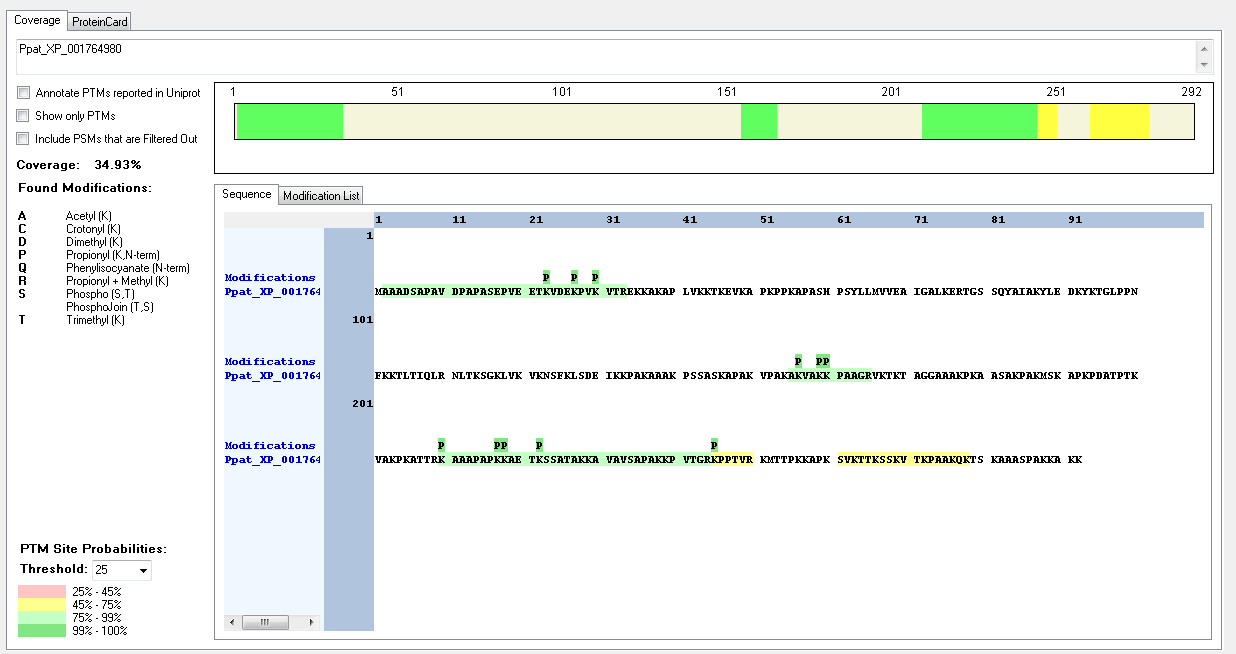 Coverage ProteinCard
Ppat_XP_001764980
Annotate PTMs reported in Uniprot
Show only PTMs
Include PSMs that are Filtered Out
Coverage: 34.93%
Found Modifications:
A Acetyl (K)
C Crotonyl (K)
D Dimethyl (K)
P Propionyl (K,N-term)
Q Phenylisocyanate (N-term)
R Propionyl + Methyl (K)
S Phospho (S,T)
PhosphoJoin (T,S)
T Trimethyl (K)
PTM Site Probabilities:
Threshold: 25
25% - 45%
45% - 75%
75% - 99%
99% - 100%
1 51 101 151 201 251 292
Sequence Modification List
1 11 21 31 41 51 61 71 81 91
1
Modifications P P P
Ppat_XP_001764 MAAADSAPAV DPAPASEPVE ETKVDEKPVK VTREKKAKAP LVKKTKEVKA PKPPKAPASH PSYLLMVVEA IGALKERTGS SQYAIAKYLE DKYKTGLPPN
101
Modifications P PP
Ppat_XP_001764 FKKTLTIQLR NLTKSGKLVK VKNSFKLSDE IKKPAKAAAK PSSASKAPAK VPAKAKVAKK PAAGRVKTKT AGGAAAKPKA ASAKPAKMSK APKPDATPTK
201
Modifications P PP P P
Ppat_XP_001764 VAKPKATTRK AAAPAPKKAE TKSSATAKKA VAVSAPAKKP VTGRKPPTVR KMTTPKKAPK SVKTTKSSKV TKPAAKQKTS KAAASPAKKA KK